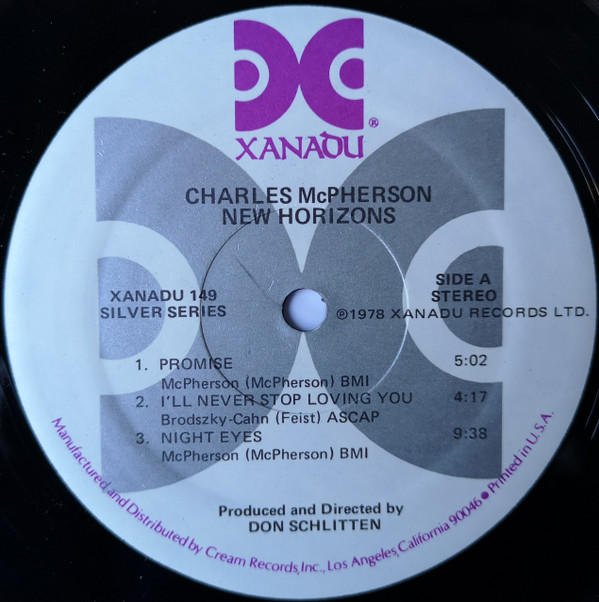 XANADU®
CHARLES McPHERSON
NEW HORIZONS
XANADU 149
SILVER SERIES
SIDE A
STEREO
℗1978 XANADU RECORDS LTD.
1. PROMISE 5:02
McPherson (McPherson) BMI
2. I'LL NEVER STOP LOVING YOU 4:17
Brodszky-Cahn (Feist) ASCAP
3. NIGHT EYES 9:38
McPherson (McPherson) BMI
Produced and Directed by
DON SCHLITTEN
Manufactured and Distributed by Cream Records, Inc., Los Angeles, California 90046 • Printed in U.S.A.